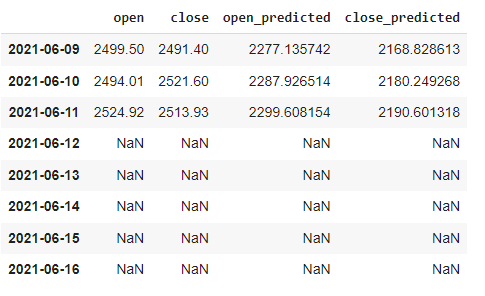 open close open_predicted close_predicted
2021-06-09 2499.50 2491.40 2277.135742 2168.828613
2021-06-10 2494.01 2521.60 2287.926514 2180.249268
2021-06-11 2524.92 2513.93 2299.608154 2190.601318
2021-06-12 NaN NaN NaN NaN
2021-06-13 NaN NaN NaN NaN
2021-06-14 NaN NaN NaN NaN
2021-06-15 NaN NaN NaN NaN
2021-06-16 NaN NaN NaN NaN